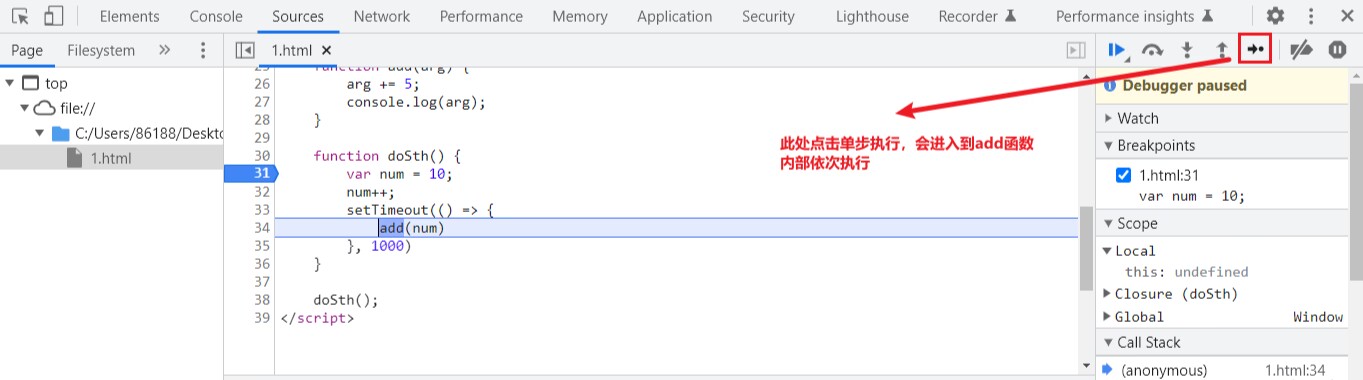 Elements Console Sources Network Performance Memory Application Security Lighthouse Recorder Performance insights
Page Filesystem
1.html
top
file://
C:/Users/86188/Deskto
1.html
25 function add(arg) {
26 arg += 5;
27 console.log(arg);
28 }
29
30 function doSth() {
31 var num = 10;
32 num++;
33 setTimeout(() => {
34 add(num)
35 }, 1000)
36 }
37
38 doSth();
39 </script>
此处点击单步执行，会进入到add函数
内部依次执行
Debugger paused
Watch
Breakpoints
1.html:31
var num = 10;
Scope
Local
this: undefined
Closure (doSth)
Global Window
Call Stack
(anonymous) 1.html:34